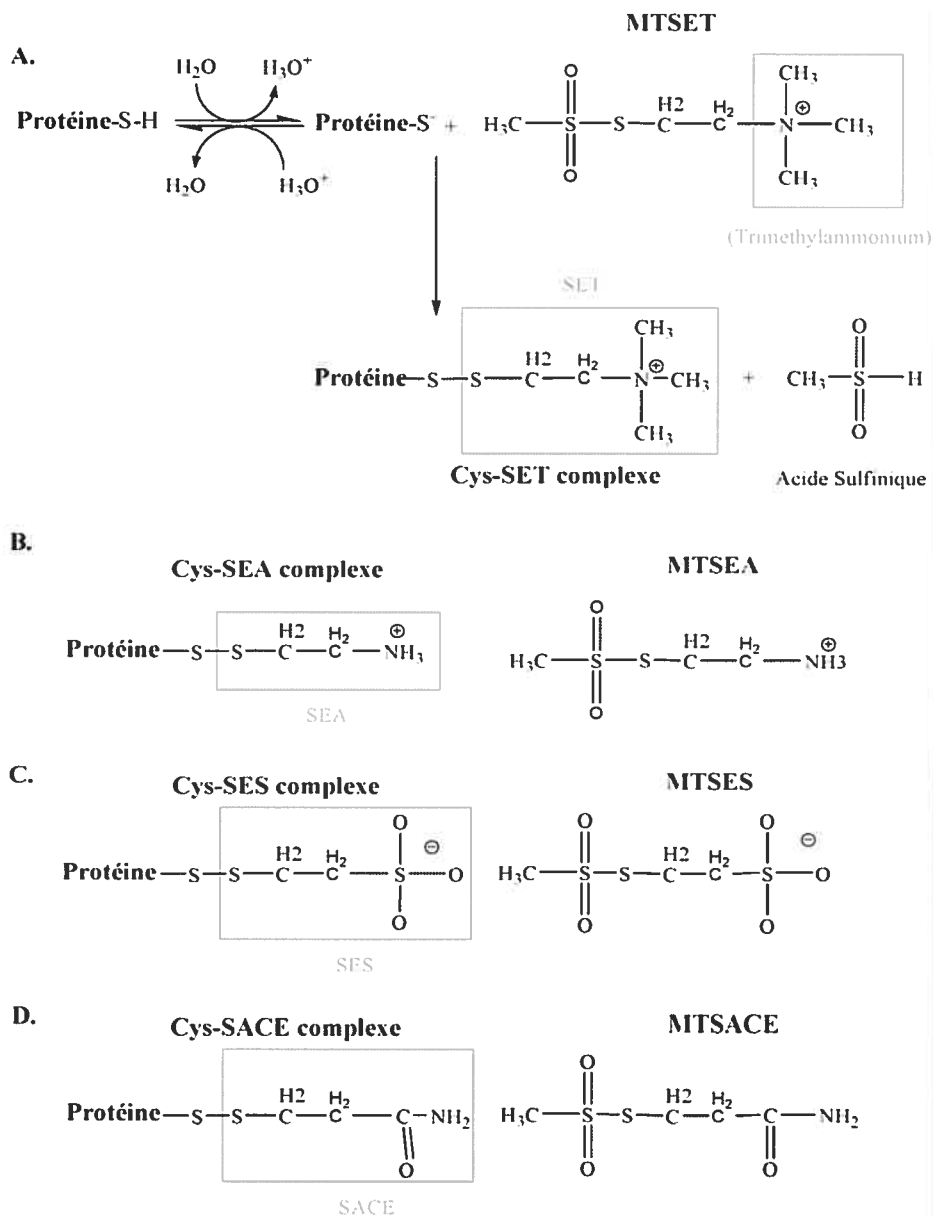 MTSET
A.
H₂O H₃O⁺
Protéine-S-H Protéine-S⁻ + H₃C—S—S—C—C—N—CH₃
O H2 H₂ ⊕ CH₃
O CH₃
H₂O H₃O⁺
(Trimethylammonium)
SET
Protéine—S—S—C—C—N—CH₃ + CH₃—S—H
H2 H₂ ⊕ CH₃ O
CH₃ O
Cys-SET complexe Acide Sulfinique
B.
Cys-SEA complexe MTSEA
Protéine—S—S—C—C—NH₃ H₃C—S—S—C—C—NH3
H2 H₂ ⊕ O H2 H₂ ⊕
O
SEA
C.
Cys-SES complexe MTSES
Protéine—S—S—C—C—S—O H₃C—S—S—C—C—S—O
H2 H₂ O ⊖ O H2 H₂ O ⊖
O O O
SES
D.
Cys-SACE complexe MTSACE
Protéine—S—S—C—C—C—NH₂ H₃C—S—S—C—C—C—NH₂
H2 H₂ O H2 H₂
O O O
SACE